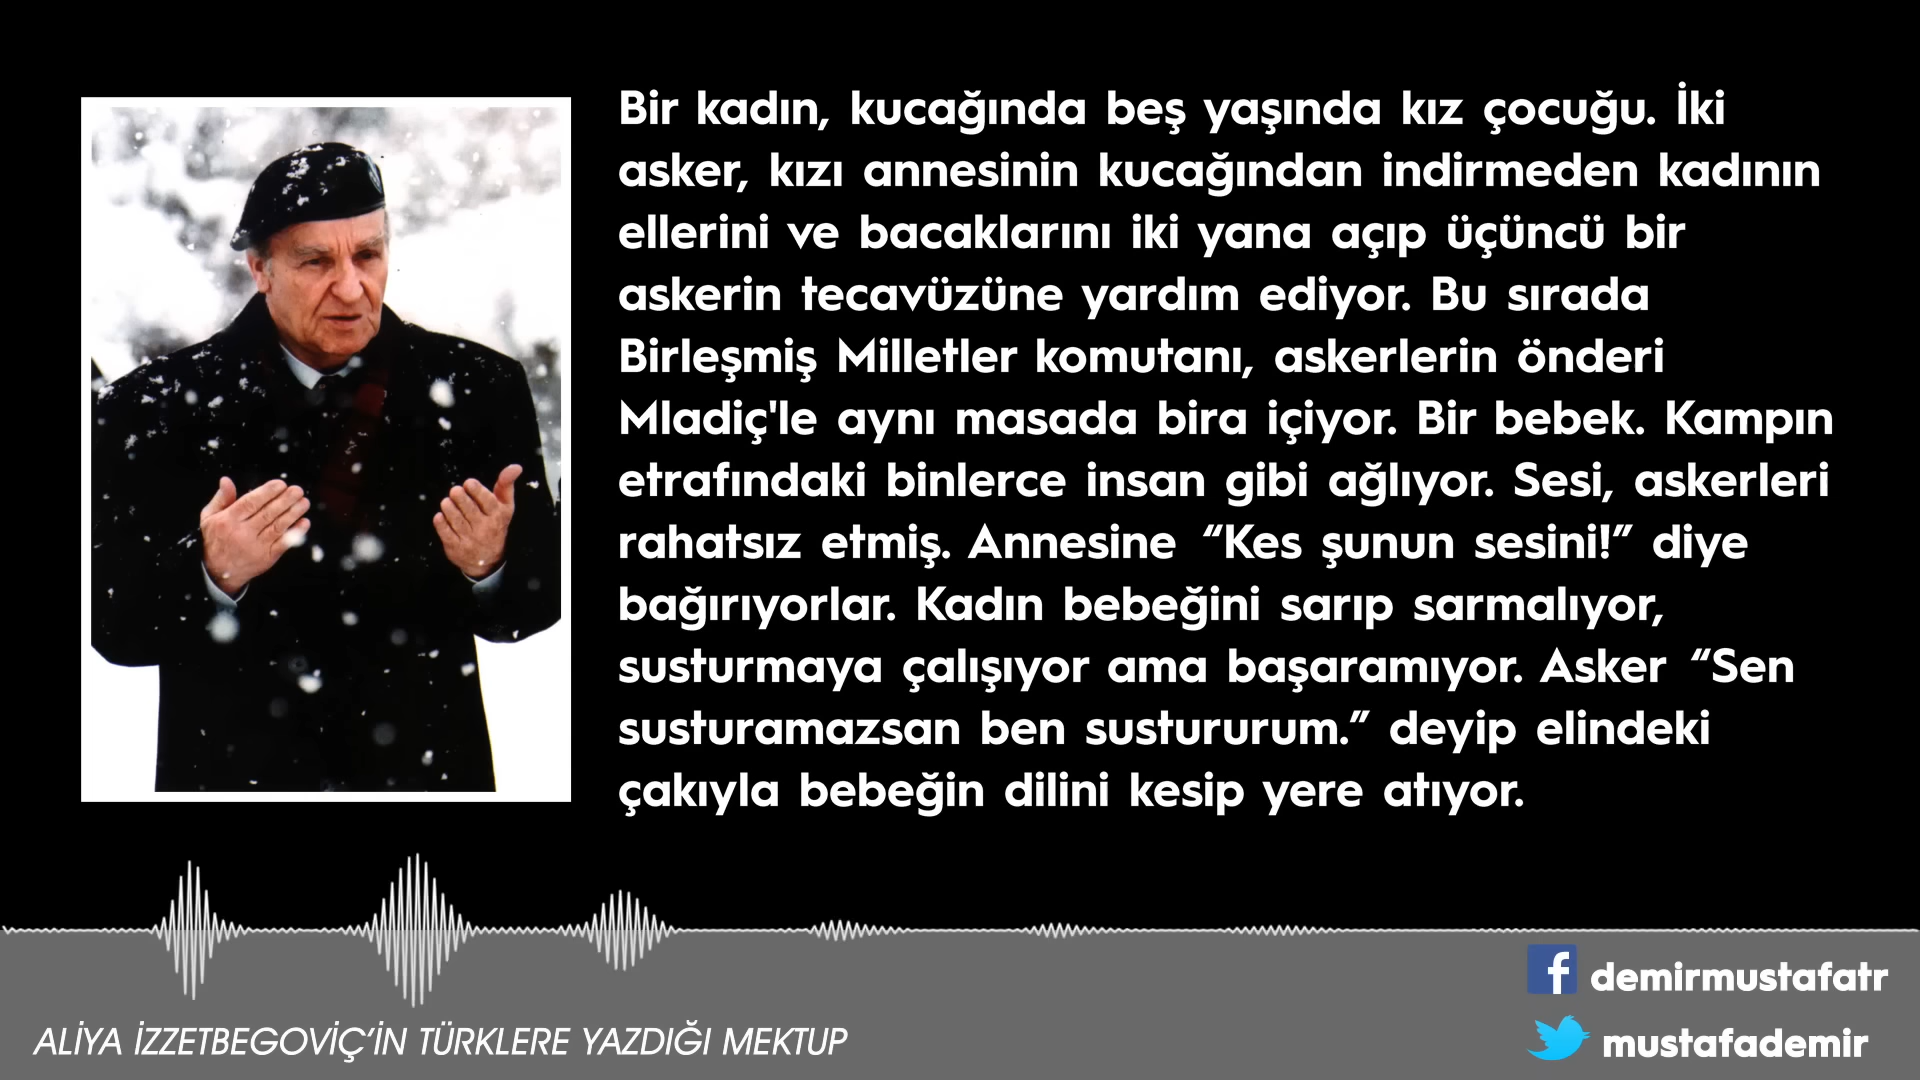 Bir kadın, kucağında beş yaşında kız çocuğu. İki
asker, kızı annesinin kucağından indirmeden kadının
ellerini ve bacaklarını iki yana açıp üçüncü bir
askerin tecavüzüne yardım ediyor. Bu sırada
Birleşmiş Milletler komutanı, askerlerin önderi
Mladiç'le aynı masada bira içiyor. Bir bebek. Kampın
etrafındaki binlerce insan gibi ağlıyor. Sesi, askerleri
rahatsız etmiş. Annesine “Kes şunun sesini!” diye
bağırıyorlar. Kadın bebeğini sarıp sarmalıyor,
susturmaya çalışıyor ama başaramıyor. Asker “Sen
susturamazsan ben sustururum.” deyip elindeki
çakıyla bebeğin dilini kesip yere atıyor.
demirmustafatr
ALİYA İZZETBEGOVİÇ’İN TÜRKLERE YAZDIĞI MEKTUP
mustafademir